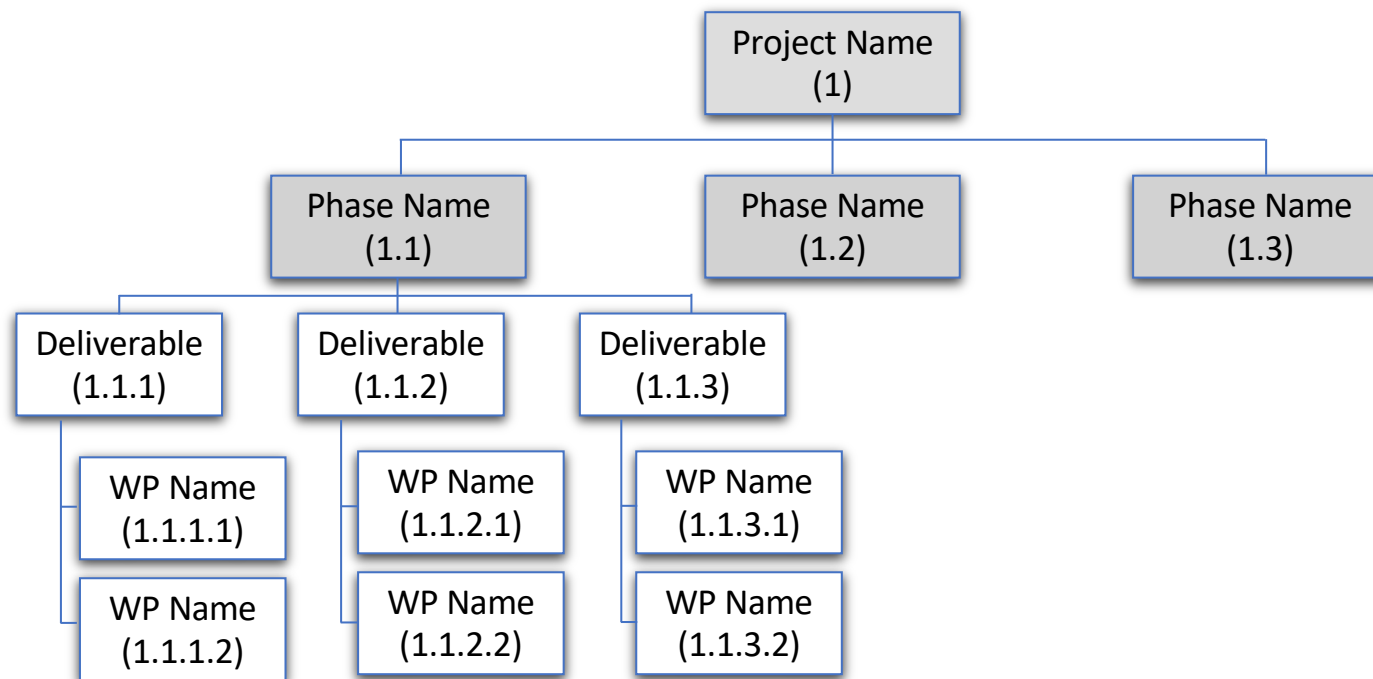 Project Name
(1)
Phase Name
(1.1)
Phase Name
(1.2)
Phase Name
(1.3)
Deliverable
(1.1.1)
Deliverable
(1.1.2)
Deliverable
(1.1.3)
WP Name
(1.1.1.1)
WP Name
(1.1.2.1)
WP Name
(1.1.3.1)
WP Name
(1.1.1.2)
WP Name
(1.1.2.2)
WP Name
(1.1.3.2)